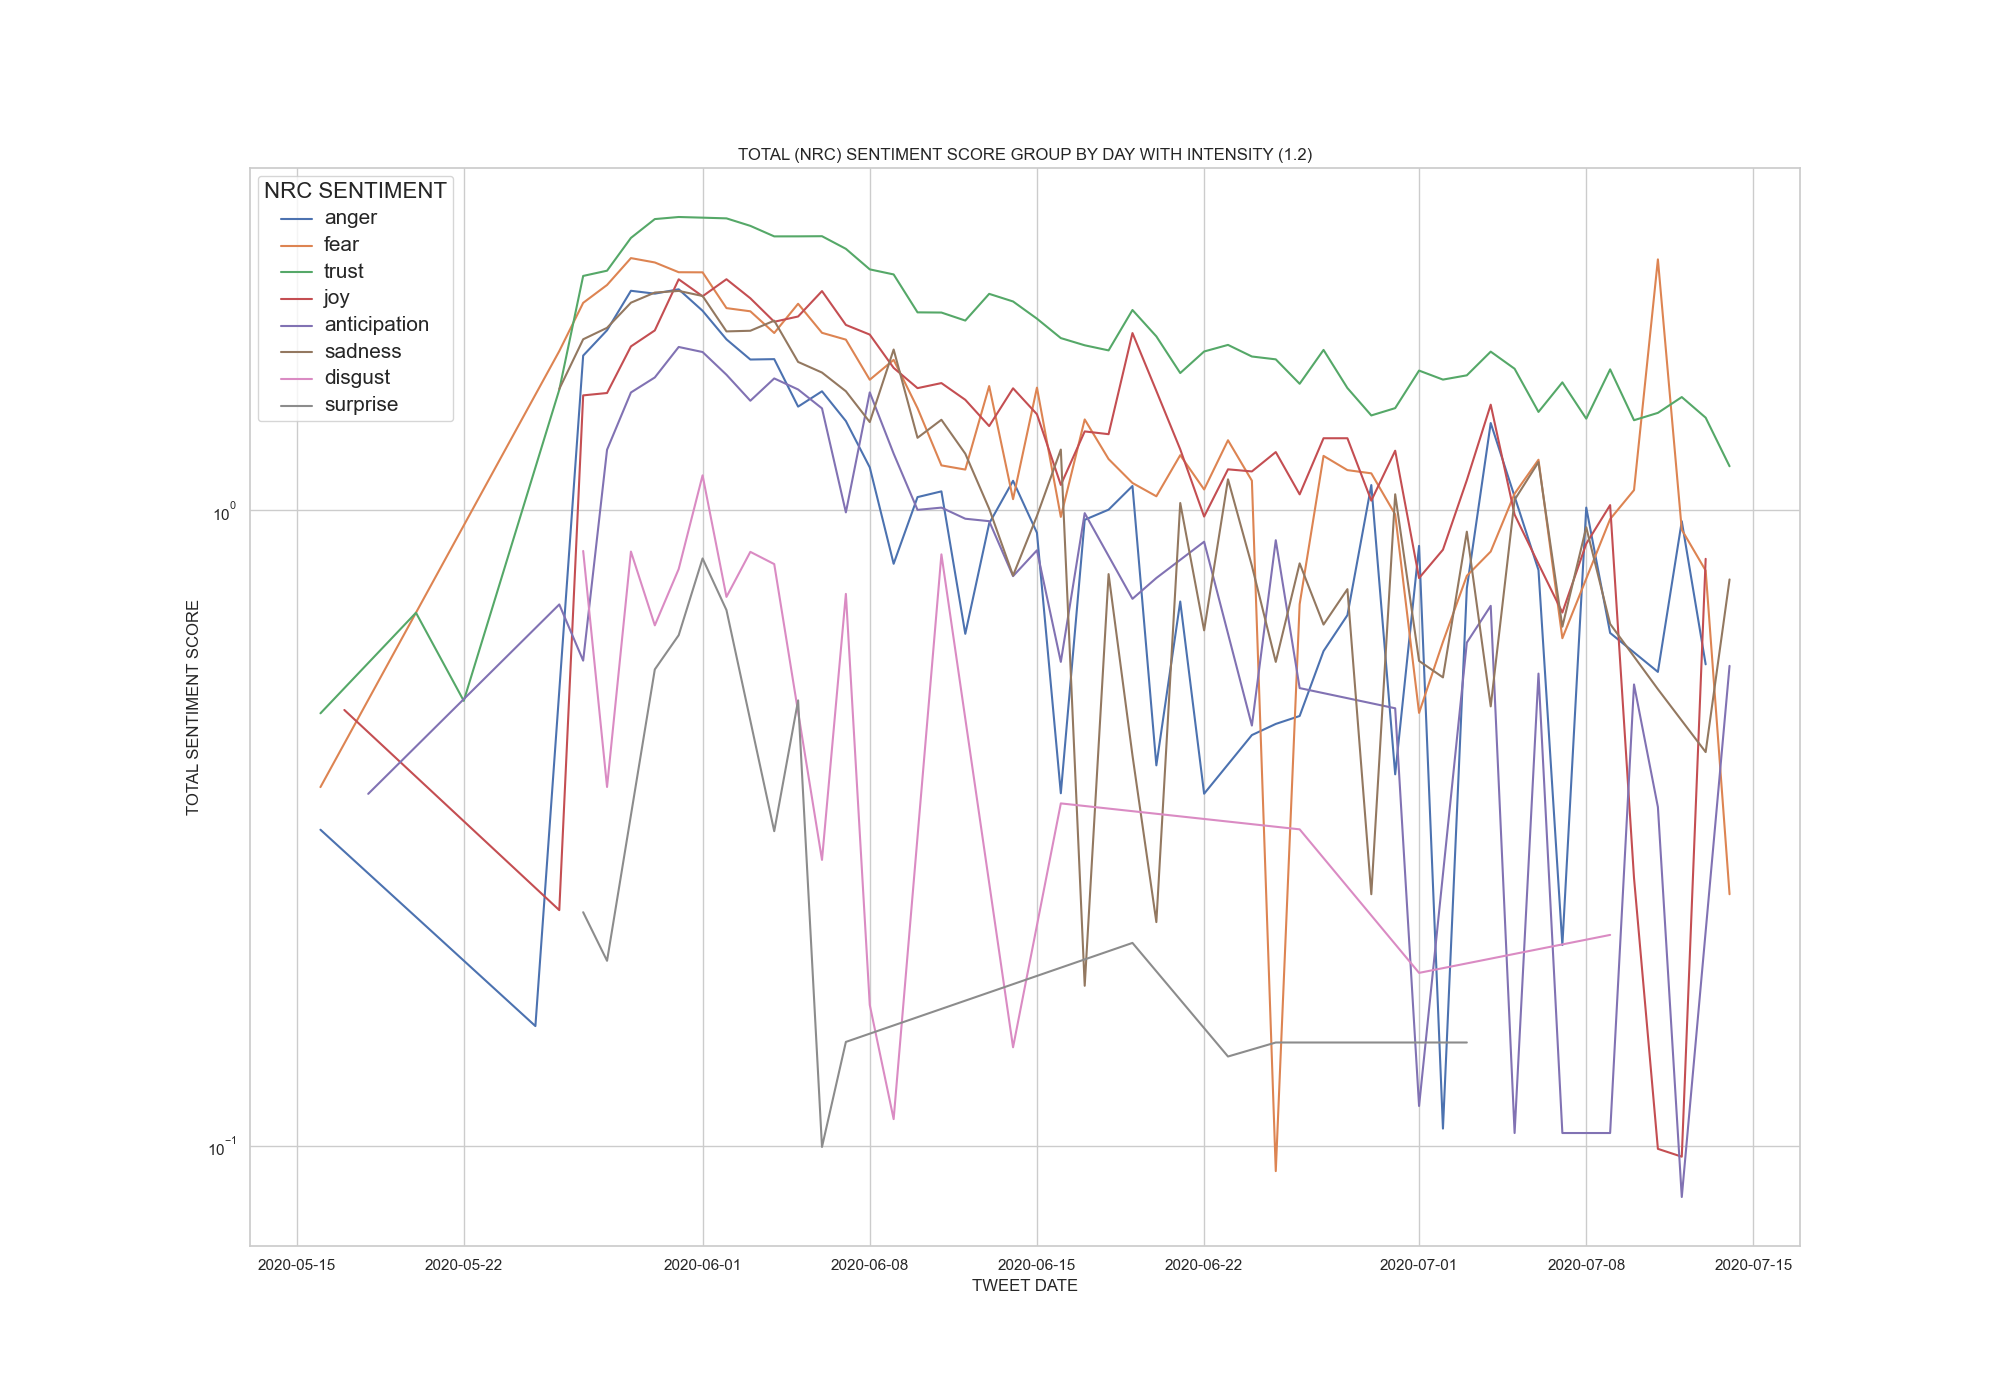 TOTAL (NRC) SENTIMENT SCORE GROUP BY DAY WITH INTENSITY (1.2)
NRC SENTIMENT
anger
fear
trust
joy
anticipation
sadness
disgust
surprise
TOTAL SENTIMENT SCORE
10⁰
10⁻¹
2020-05-15 2020-05-22 2020-06-01 2020-06-08 2020-06-15 2020-06-22 2020-07-01 2020-07-08 2020-07-15
TWEET DATE